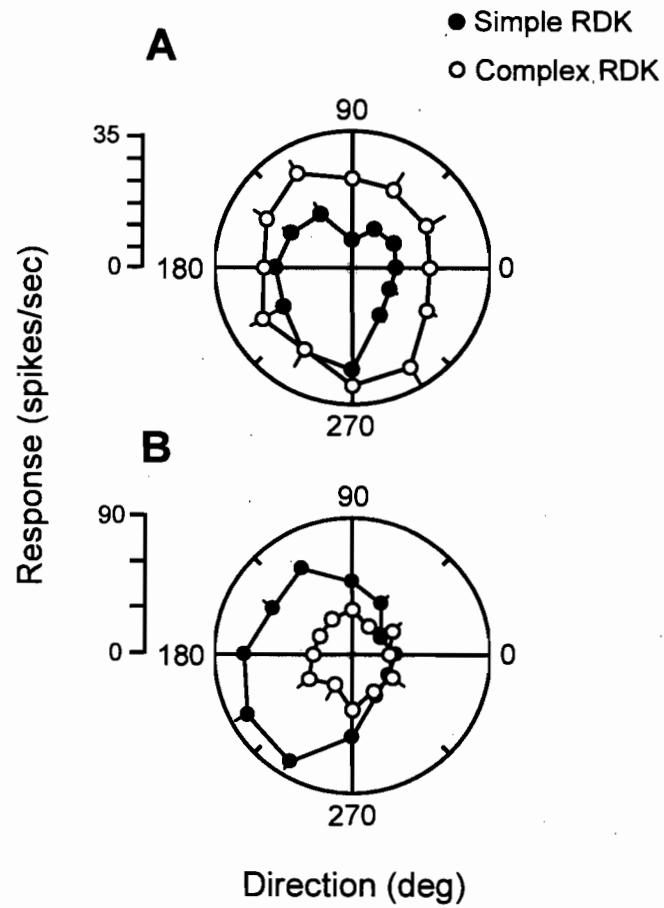 Simple RDK
Complex RDK
A
90
35
0
180
0
270
Response (spikes/sec)
B
90
90
0
180
0
270
Direction (deg)